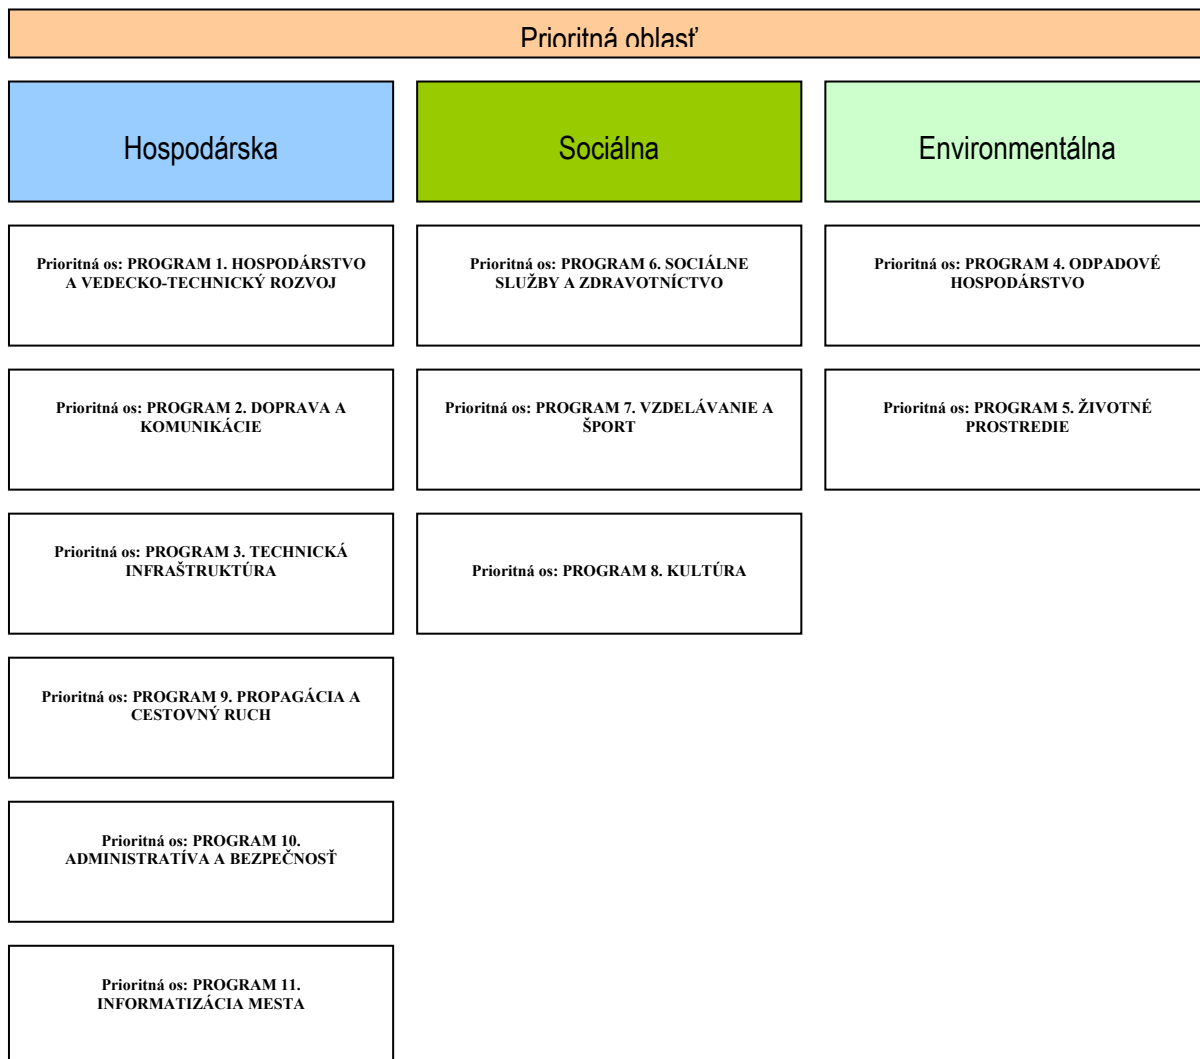 Prioritná oblasť
Hospodárska
Sociálna
Environmentálna
Prioritná os: PROGRAM 1. HOSPODÁRSTVO
A VEDECKO-TECHNICKÝ ROZVOJ
Prioritná os: PROGRAM 6. SOCIÁLNE
SLUŽBY A ZDRAVOTNÍCTVO
Prioritná os: PROGRAM 4. ODPADOVÉ
HOSPODÁRSTVO
Prioritná os: PROGRAM 2. DOPRAVA A
KOMUNIKÁCIE
Prioritná os: PROGRAM 7. VZDELÁVANIE A
ŠPORT
Prioritná os: PROGRAM 5. ŽIVOTNÉ
PROSTREDIE
Prioritná os: PROGRAM 3. TECHNICKÁ
INFRAŠTRUKTÚRA
Prioritná os: PROGRAM 8. KULTÚRA
Prioritná os: PROGRAM 9. PROPAGÁCIA A
CESTOVNÝ RUCH
Prioritná os: PROGRAM 10.
ADMINISTRATÍVA A BEZPEČNOSŤ
Prioritná os: PROGRAM 11.
INFORMATIZÁCIA MESTA